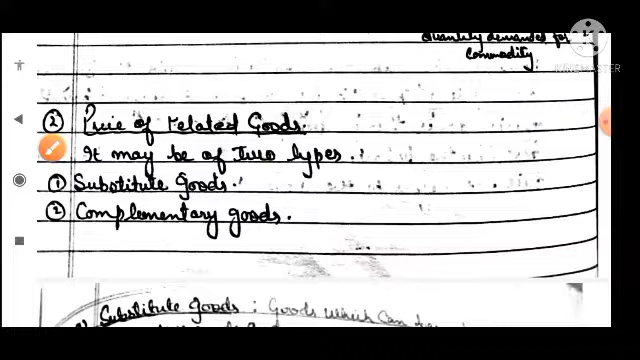 Quantity demanded for
Commodity
KINEMASTER
② Price of related Goods.
It may be of Two types.
① Substitute Goods.
② Complementary goods.
Substitute goods : Goods which can